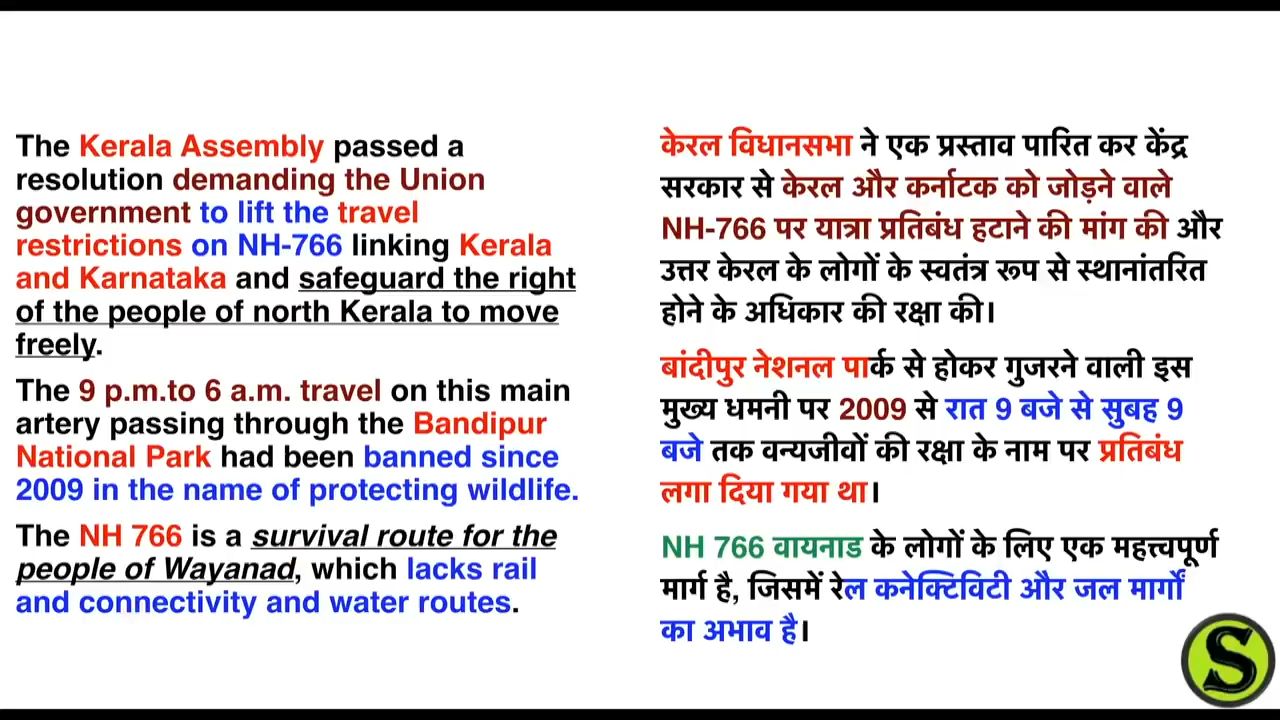 The Kerala Assembly passed a
resolution demanding the Union
government to lift the travel
restrictions on NH-766 linking Kerala
and Karnataka and safeguard the right
of the people of north Kerala to move
freely.
The 9 p.m.to 6 a.m. travel on this main
artery passing through the Bandipur
National Park had been banned since
2009 in the name of protecting wildlife.
The NH 766 is a survival route for the
people of Wayanad, which lacks rail
and connectivity and water routes.
केरल विधानसभा ने एक प्रस्ताव पारित कर केंद्र
सरकार से केरल और कर्नाटक को जोड़ने वाले
NH-766 पर यात्रा प्रतिबंध हटाने की मांग की और
उत्तर केरल के लोगों के स्वतंत्र रूप से स्थानांतरित
होने के अधिकार की रक्षा की।
बांदीपुर नेशनल पार्क से होकर गुजरने वाली इस
मुख्य धमनी पर 2009 से रात 9 बजे से सुबह 9
बजे तक वन्यजीवों की रक्षा के नाम पर प्रतिबंध
लगा दिया गया था।
NH 766 वायनाड के लोगों के लिए एक महत्त्वपूर्ण
मार्ग है, जिसमें रेल कनेक्टिविटी और जल मार्गों
का अभाव है।
S